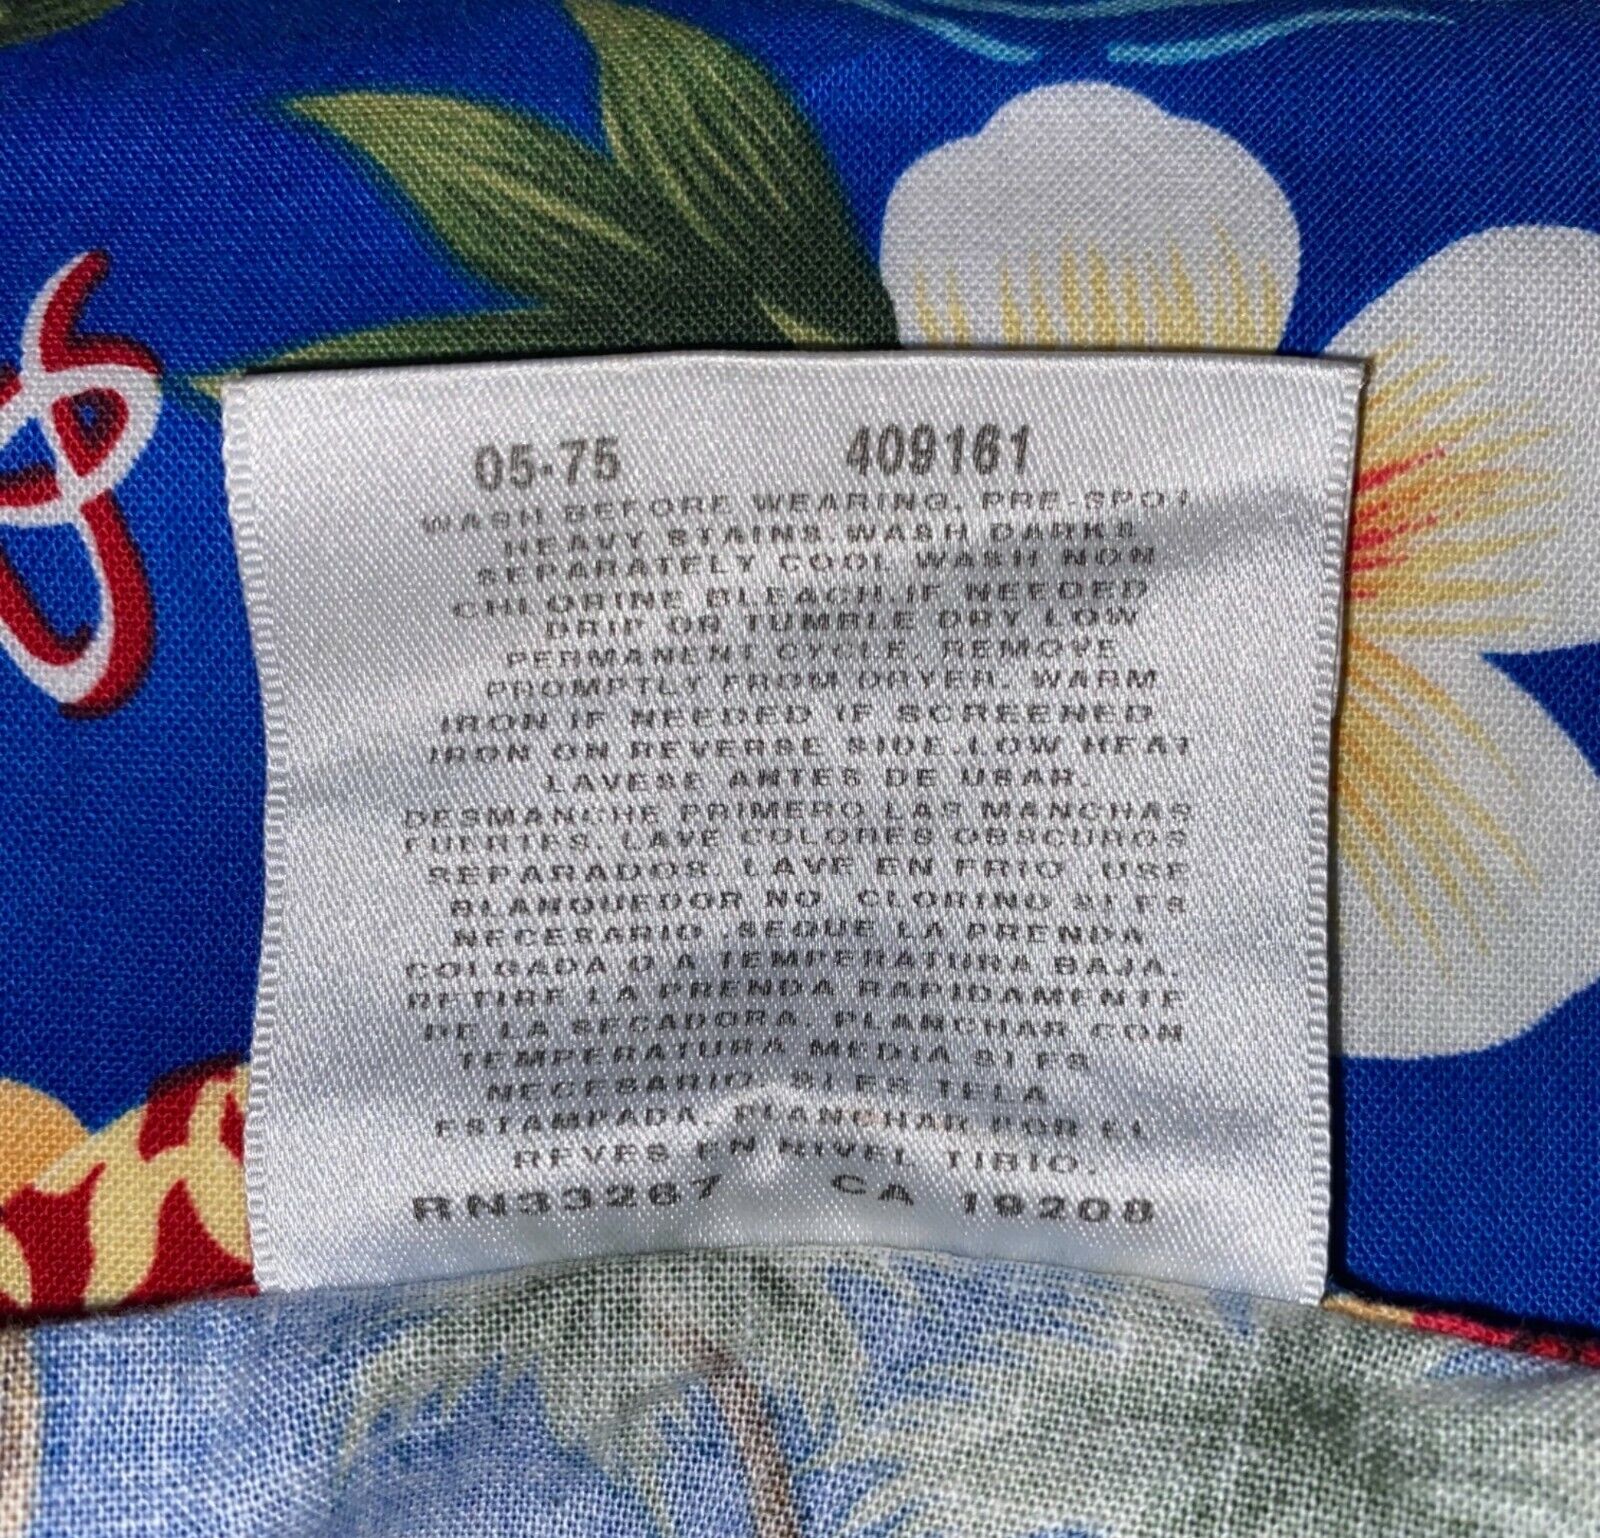 05-75 409161
WASH BEFORE WEARING. PRE-SPOT
HEAVY STAINS.WASH DARKS
SEPARATELY COOL WASH NON
CHLORINE BLEACH.IF NEEDED
DRIP OR TUMBLE DRY LOW
PERMANENT CYCLE. REMOVE
PROMPTLY FROM DRYER. WARM
IRON IF NEEDED IF SCREENED
IRON ON REVERSE SIDE.LOW HEAT
LAVESE ANTES DE USAR.
DESMANCHE PRIMERO LAS MANCHAS
FUERTES. LAVE COLORES OBSCUROS
SEPARADOS. LAVE EN FRIO .USE
BLANQUEDOR NO CLORINO SI ES
NECESARIO .SEQUE LA PRENDA
COLGADA O A TEMPERATURA BAJA.
RETIRE LA PRENDA RAPIDAMENTE
DE LA SECADORA. PLANCHAR CON
TEMPERATURA MEDIA SI ES
NECESARIO. SI ES TELA
ESTAMPADA. PLANCHAR POR EL
REVES EN NIVEL TIBIO.
RN33267 CA 19208